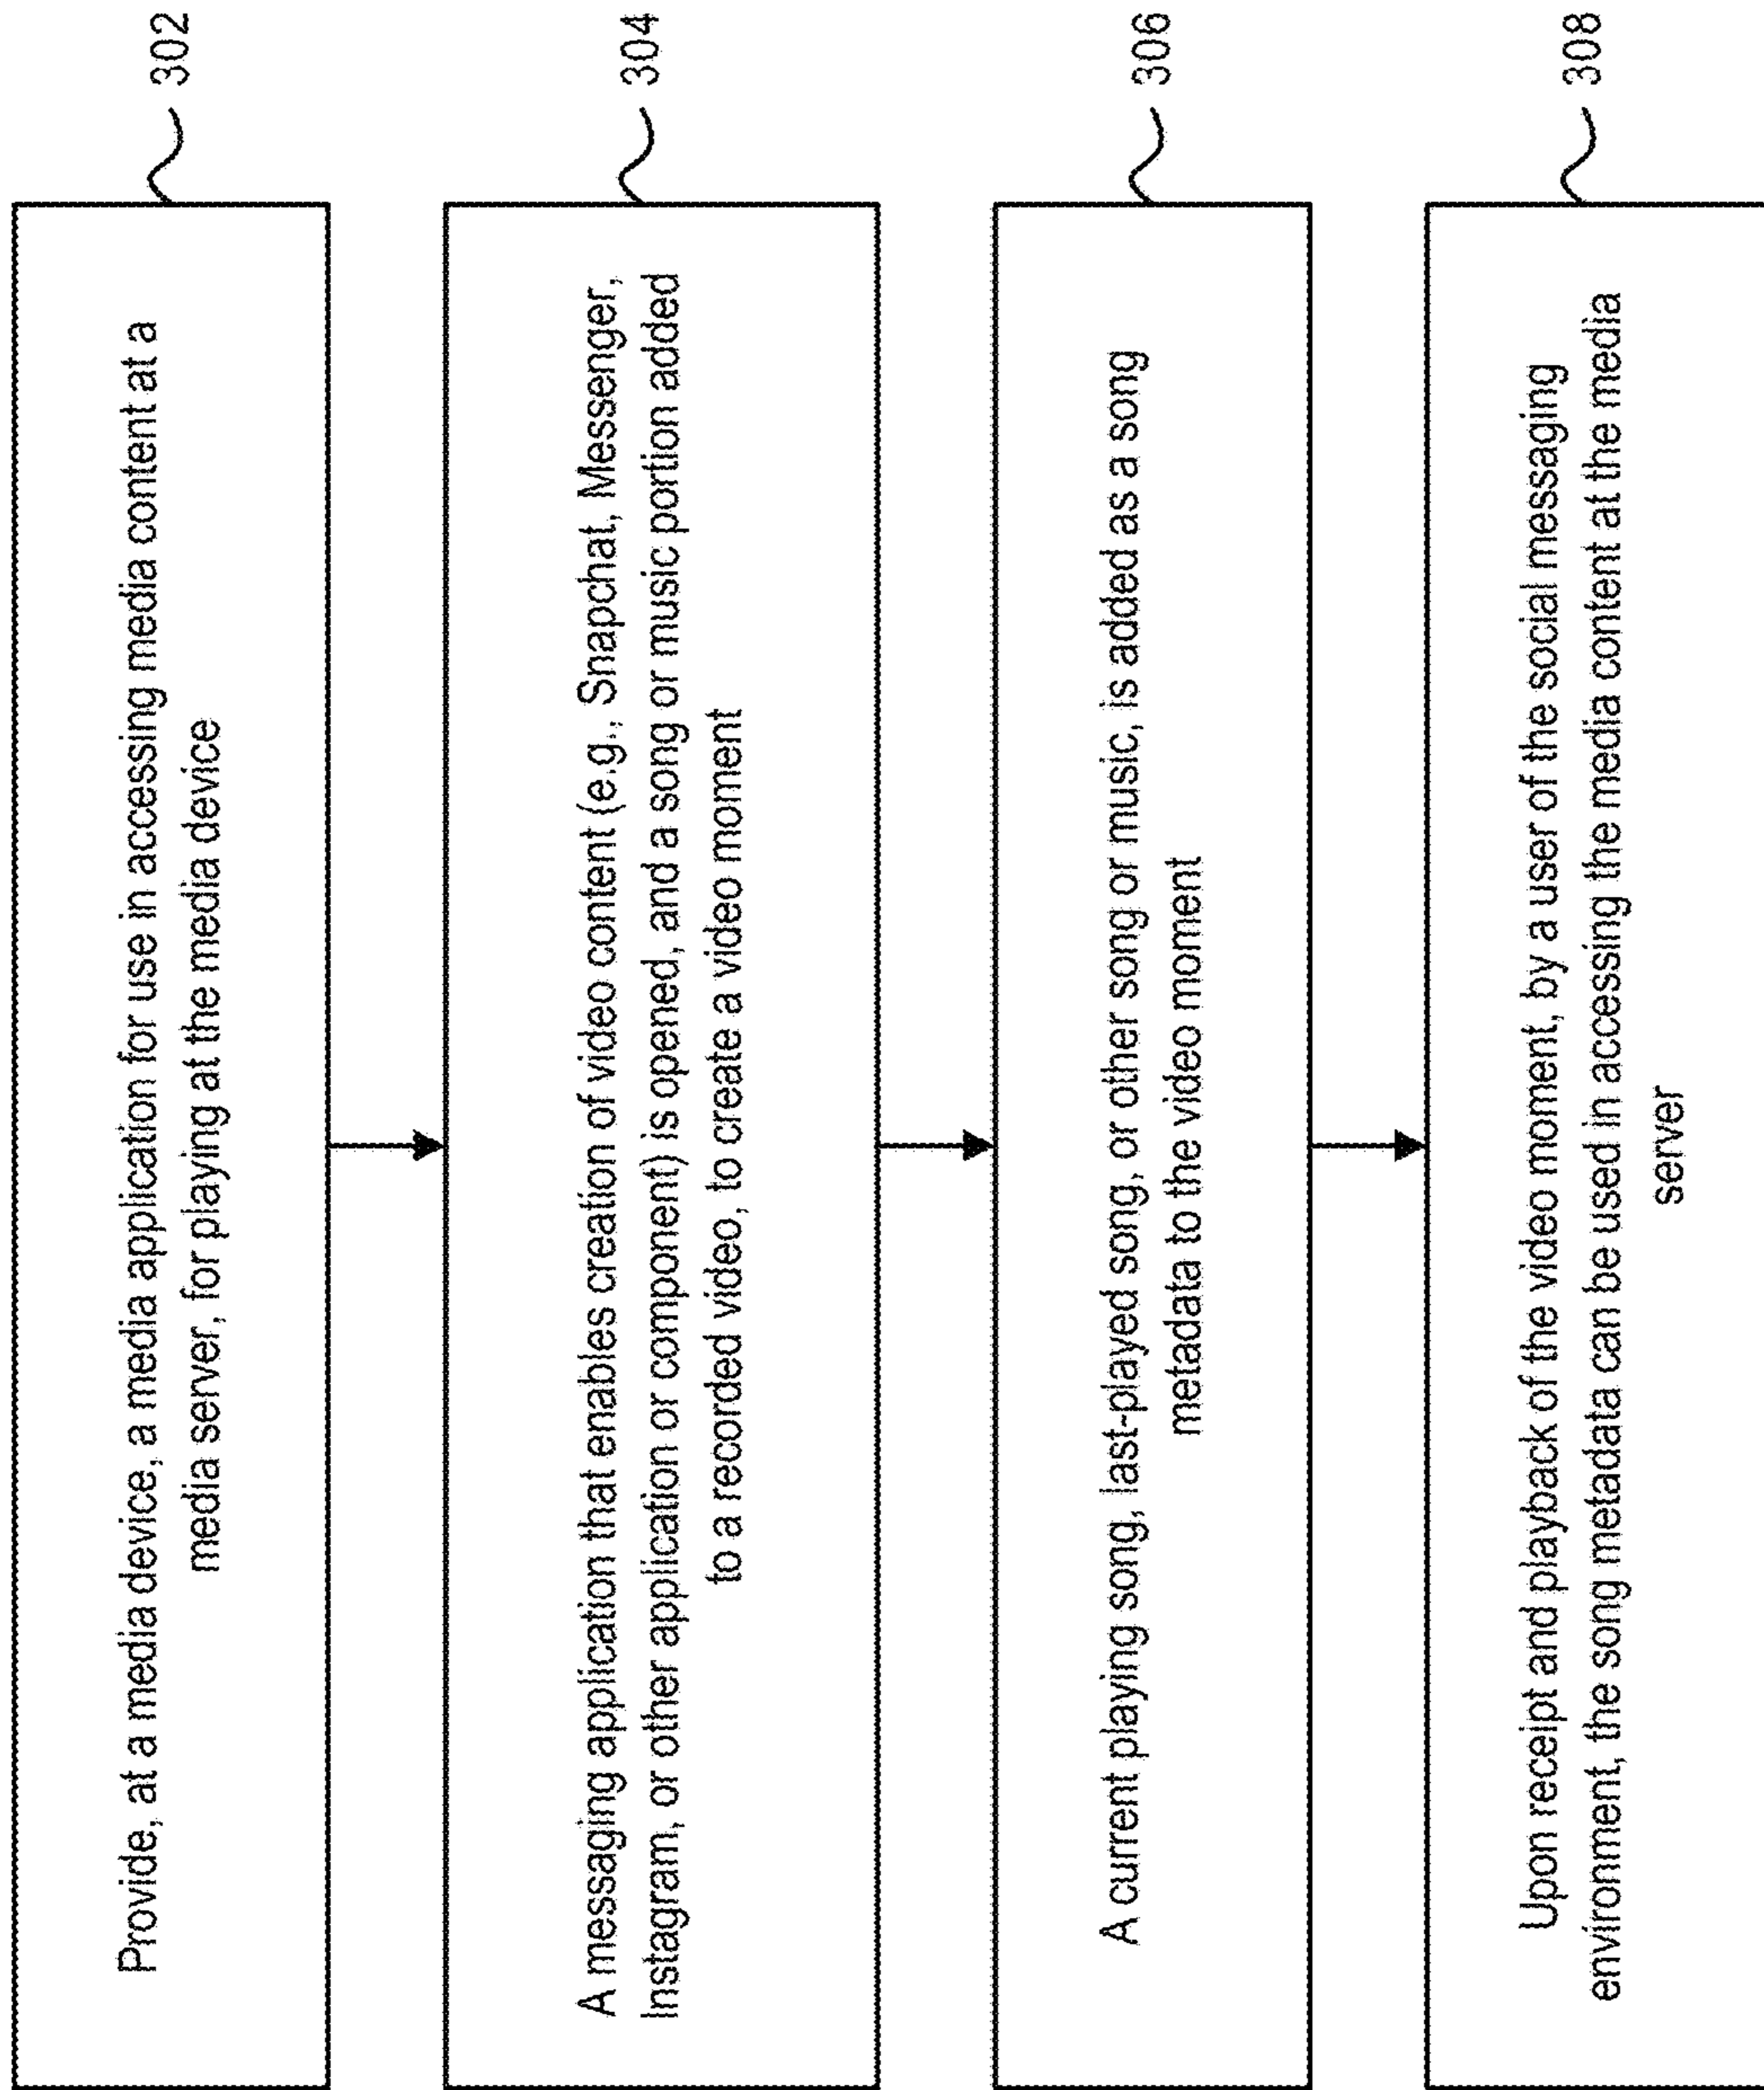 302
Provide, at a media device, a media application for use in accessing media content at a
media server, for playing at the media device
304
A messaging application that enables creation of video content (e.g., Snapchat, Messenger,
Instagram, or other application or component) is opened, and a song or music portion added
to a recorded video, to create a video moment
306
A current playing song, last-played song, or other song or music, is added as a song
metadata to the video moment
308
Upon receipt and playback of the video moment, by a user of the social messaging
environment, the song metadata can be used in accessing the media content at the media
server